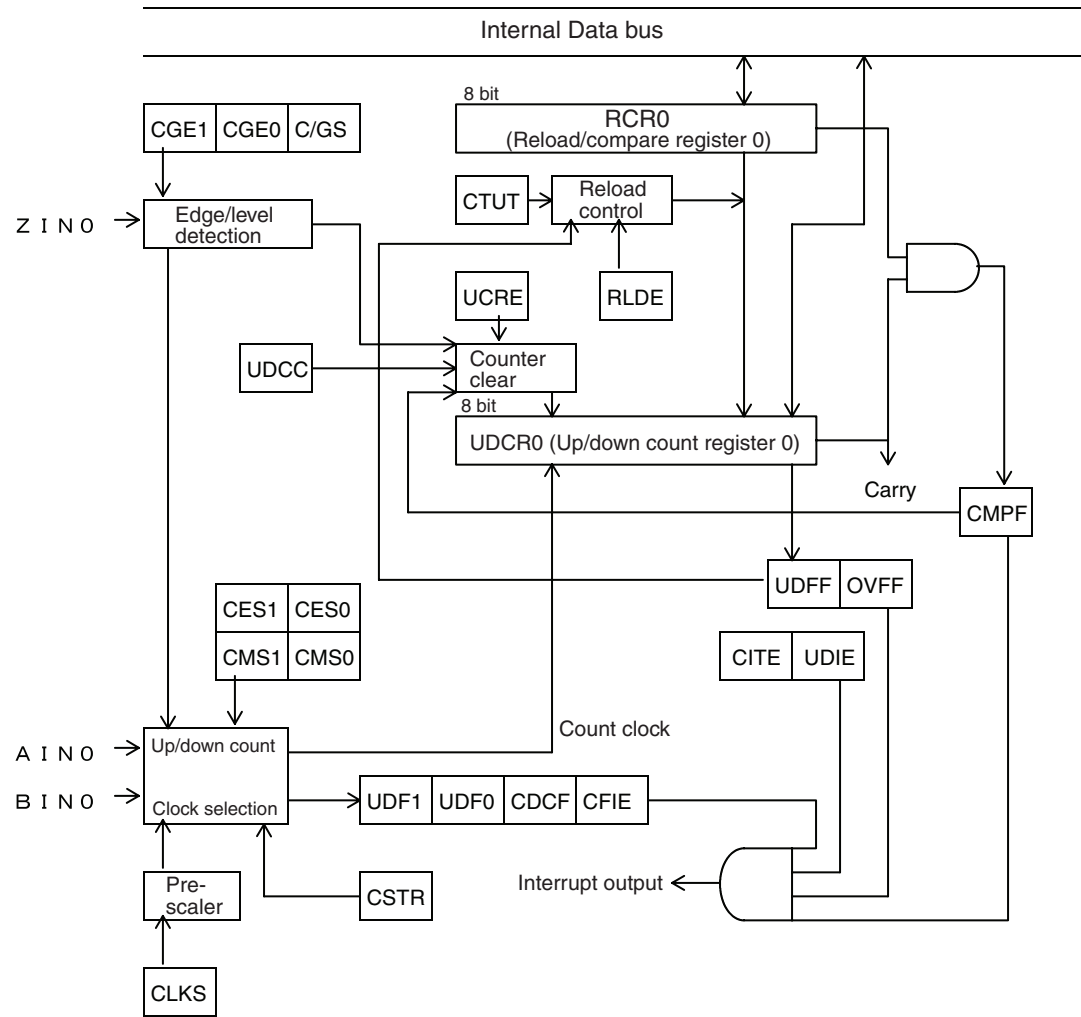 Internal Data bus
8 bit
CGE1 CGE0 C/GS
RCR0
(Reload/compare register 0)
CTUT
Reload
control
ZIN0
Edge/level
detection
UCRE
RLDE
UDCC
Counter
clear
8 bit
UDCR0 (Up/down count register 0)
Carry
CMPF
UDFF OVFF
CES1 CES0
CMS1 CMS0
CITE UDIE
Count clock
AIN0
Up/down count
BIN0
Clock selection
UDF1 UDF0 CDCF CFIE
Interrupt output
Pre-
scaler
CSTR
CLKS